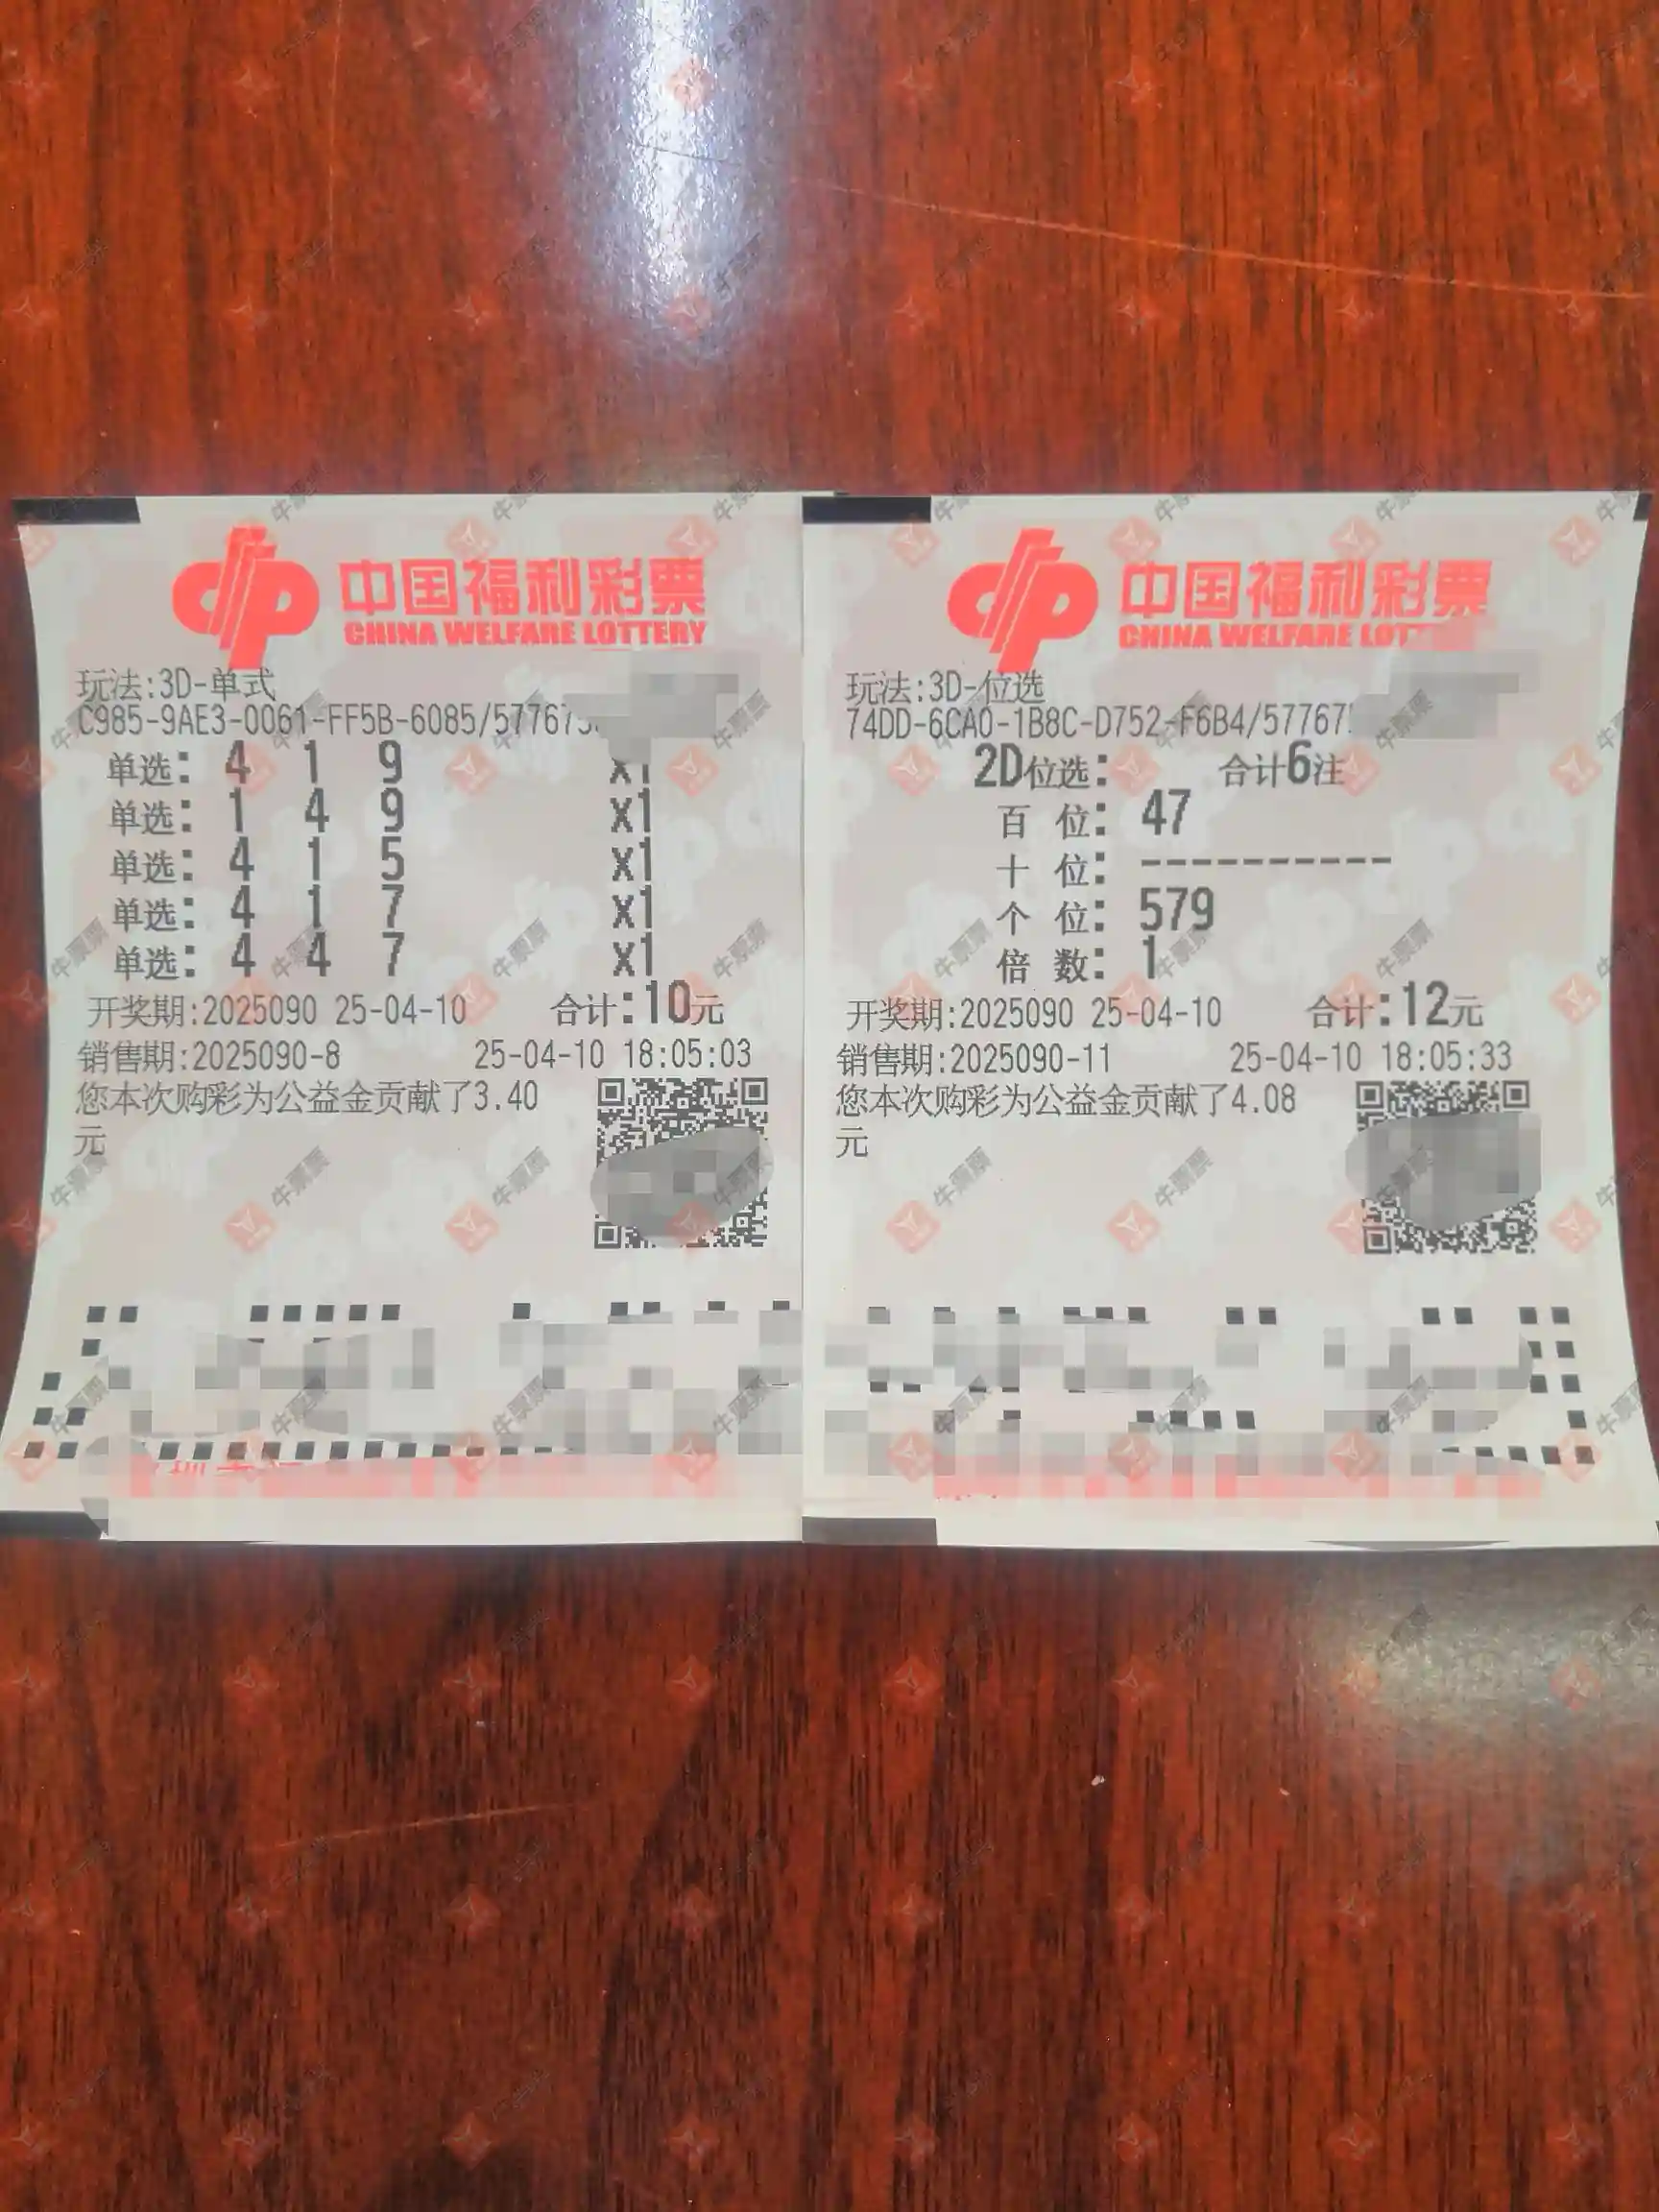 中国福利彩票
CHINA WELFARE LOTTERY
玩法:3D-单式
C985-9AE3-0061-FF5B-6085/57767
单选: 4 1 9 X1
单选: 1 4 9 X1
单选: 4 1 5 X1
单选: 4 1 7 X1
单选: 4 4 7 X1
开奖期:2025090 25-04-10 合计:10元
销售期:2025090-8 25-04-10 18:05:03
您本次购彩为公益金贡献了3.40
元
中国福利彩票
CHINA WELFARE LOT
玩法:3D-位选
74DD-6CA0-1B8C-D752-F6B4/57767
2D位选: 合计6注
百 位: 47
十 位: ----------
个 位: 579
倍 数: 1
开奖期:2025090 25-04-10 合计:12元
销售期:2025090-11 25-04-10 18:05:33
您本次购彩为公益金贡献了4.08
元
牛票票